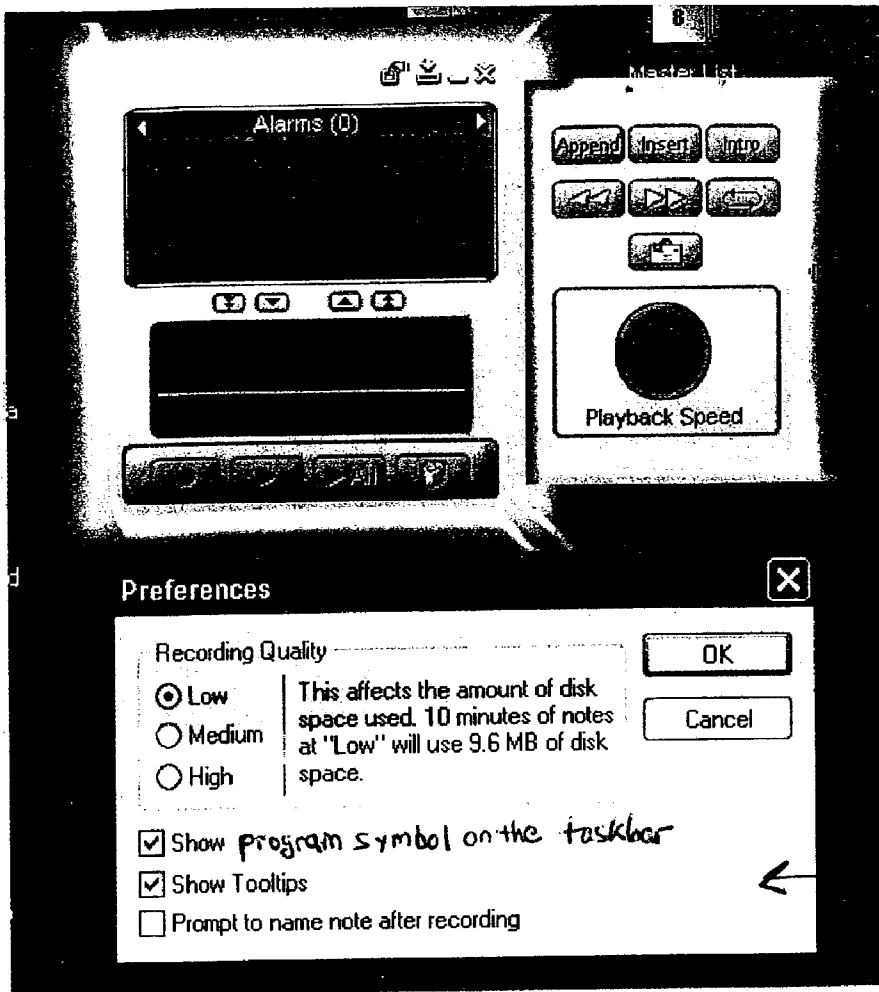 8
Master List
Alarms (0)
Append Insert Intro
Playback Speed
All
a
d
Preferences
Recording Quality
Low
Medium
High
This affects the amount of disk
space used. 10 minutes of notes
at "Low" will use 9.6 MB of disk
space.
OK
Cancel
Show program symbol on the taskbar
Show Tooltips
Prompt to name note after recording